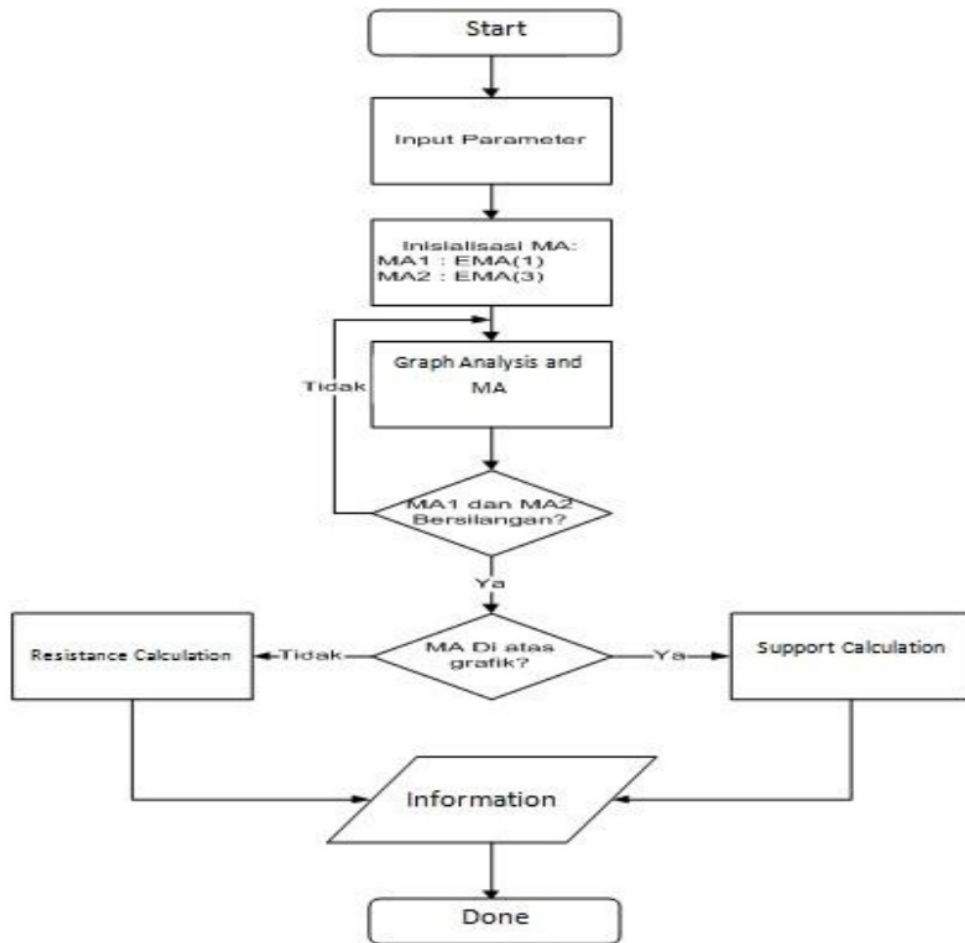 Start
Input Parameter
Inisialisasi MA:
MA1 : EMA(1)
MA2 : EMA(3)
Graph Analysis and
MA
Tidak
MA1 dan MA2
Bersilangan?
Ya
Resistance Calculation
Tidak
MA Di atas
grafik?
Ya
Support Calculation
Information
Done